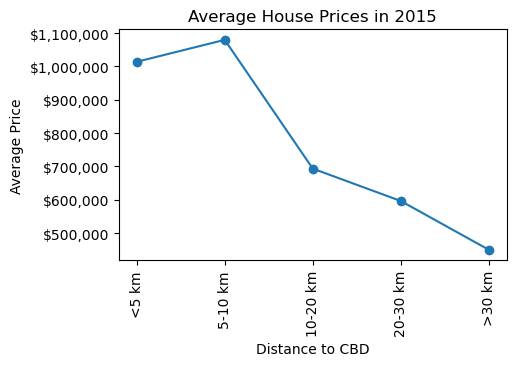 Average House Prices in 2015
$1,100,000
$1,000,000
$900,000
$800,000
$700,000
$600,000
$500,000
Average Price
<5 km
5-10 km
10-20 km
20-30 km
>30 km
Distance to CBD